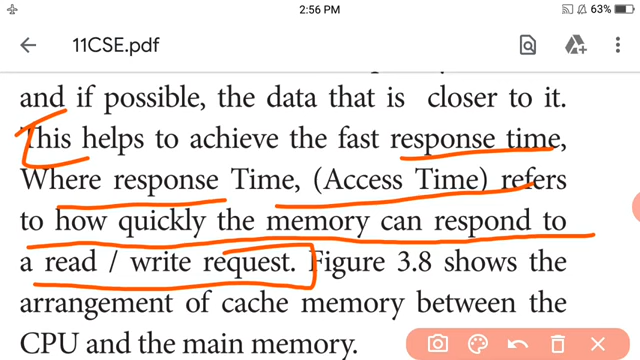 2:56 PM
63%
11CSE.pdf
and if possible, the data that is closer to it.
This helps to achieve the fast response time,
Where response Time, (Access Time) refers
to how quickly the memory can respond to
a read / write request. Figure 3.8 shows the
arrangement of cache memory between the
CPU and the main memory.